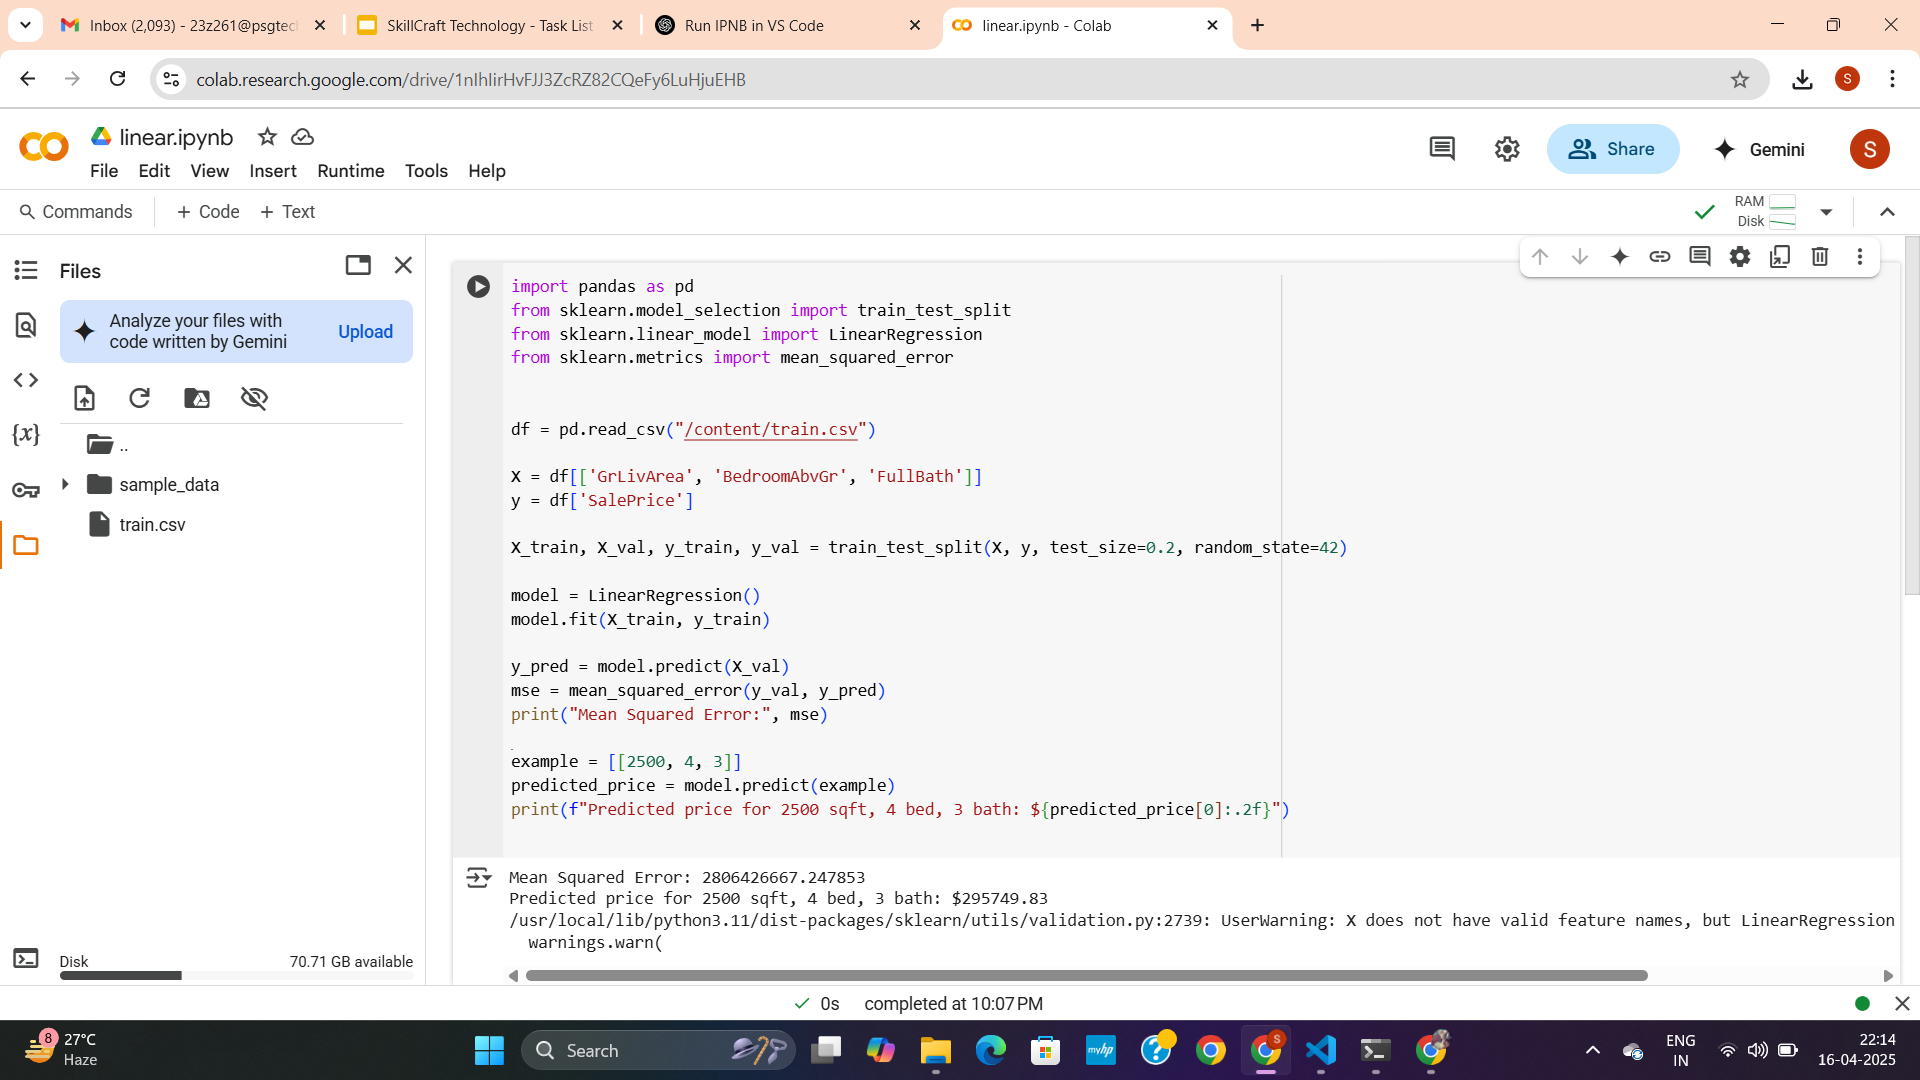 Inbox (2,093) - 23z261@psgtec
SkillCraft Technology - Task List
Run IPNB in VS Code
linear.ipynb - Colab
colab.research.google.com/drive/1nIhIirHvFJJ3ZcRZ82CQeFy6LuHjuEHB
S
linear.ipynb
File Edit View Insert Runtime Tools Help
Share
Gemini
S
Commands
+ Code + Text
RAM
Disk
Files
Analyze your files with
code written by Gemini
Upload
..
sample_data
train.csv
Disk
70.71 GB available
import pandas as pd
from sklearn.model_selection import train_test_split
from sklearn.linear_model import LinearRegression
from sklearn.metrics import mean_squared_error
df = pd.read_csv("/content/train.csv")
X = df[['GrLivArea', 'BedroomAbvGr', 'FullBath']]
y = df['SalePrice']
X_train, X_val, y_train, y_val = train_test_split(X, y, test_size=0.2, random_state=42)
model = LinearRegression()
model.fit(X_train, y_train)
y_pred = model.predict(X_val)
mse = mean_squared_error(y_val, y_pred)
print("Mean Squared Error:", mse)
example = [[2500, 4, 3]]
predicted_price = model.predict(example)
print(f"Predicted price for 2500 sqft, 4 bed, 3 bath: ${predicted_price[0]:.2f}")
Mean Squared Error: 2806426667.247853
Predicted price for 2500 sqft, 4 bed, 3 bath: $295749.83
/usr/local/lib/python3.11/dist-packages/sklearn/utils/validation.py:2739: UserWarning: X does not have valid feature names, but LinearRegression
warnings.warn(
0s completed at 10:07 PM
8
27°C
Haze
Search
myhp
S
ENG
IN
22:14
16-04-2025